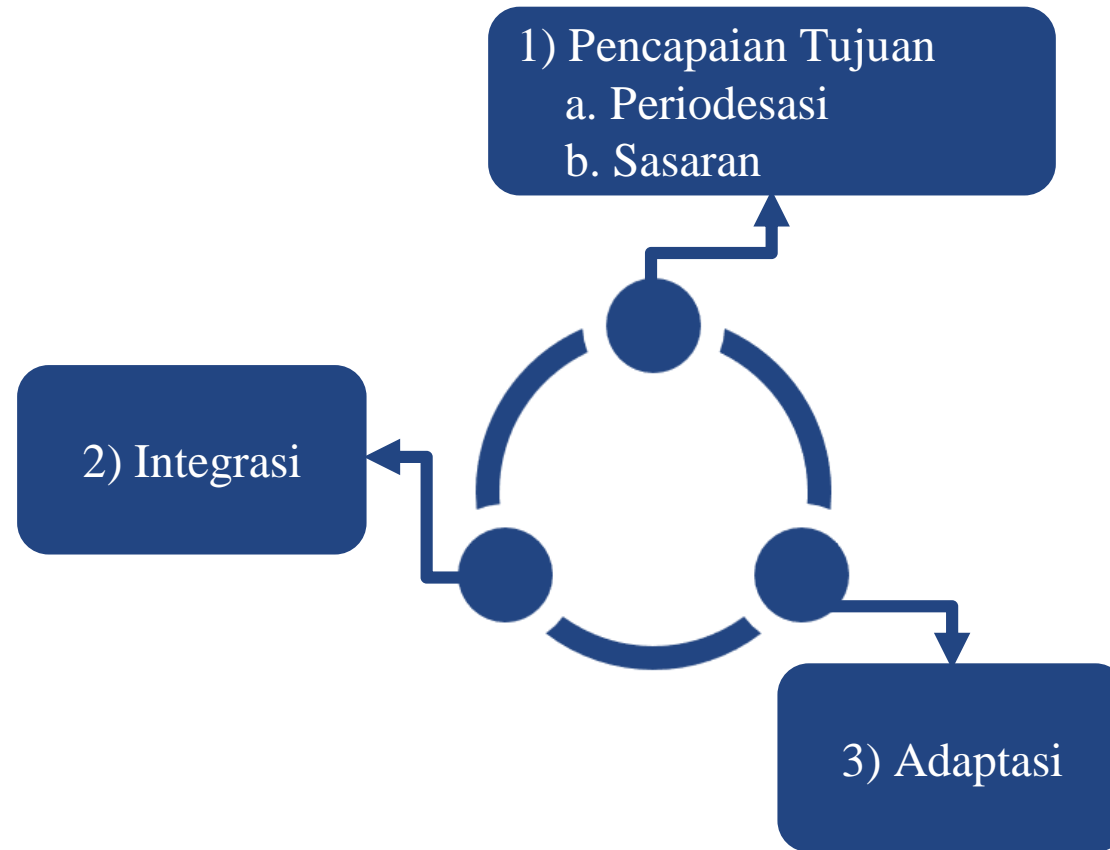 1) Pencapaian Tujuan
a. Periodesasi
b. Sasaran
2) Integrasi
3) Adaptasi